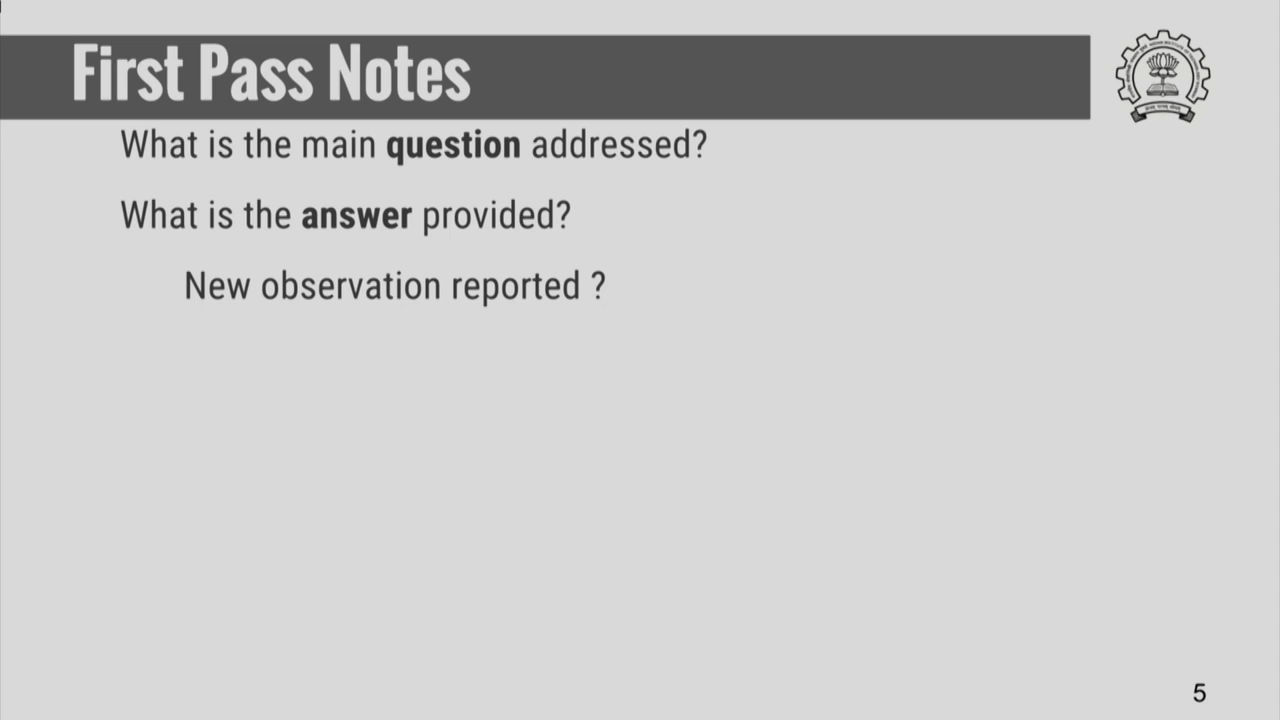 First Pass Notes
What is the main question addressed?
What is the answer provided?
New observation reported ?
5